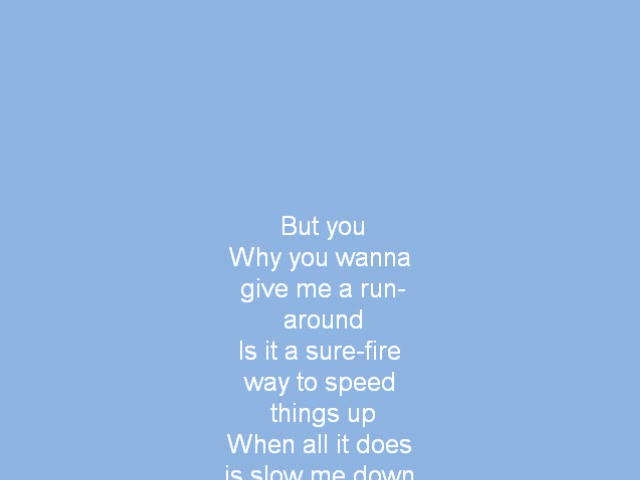 But you
Why you wanna
give me a run-
around
Is it a sure-fire
way to speed
things up
When all it does
is slow me down